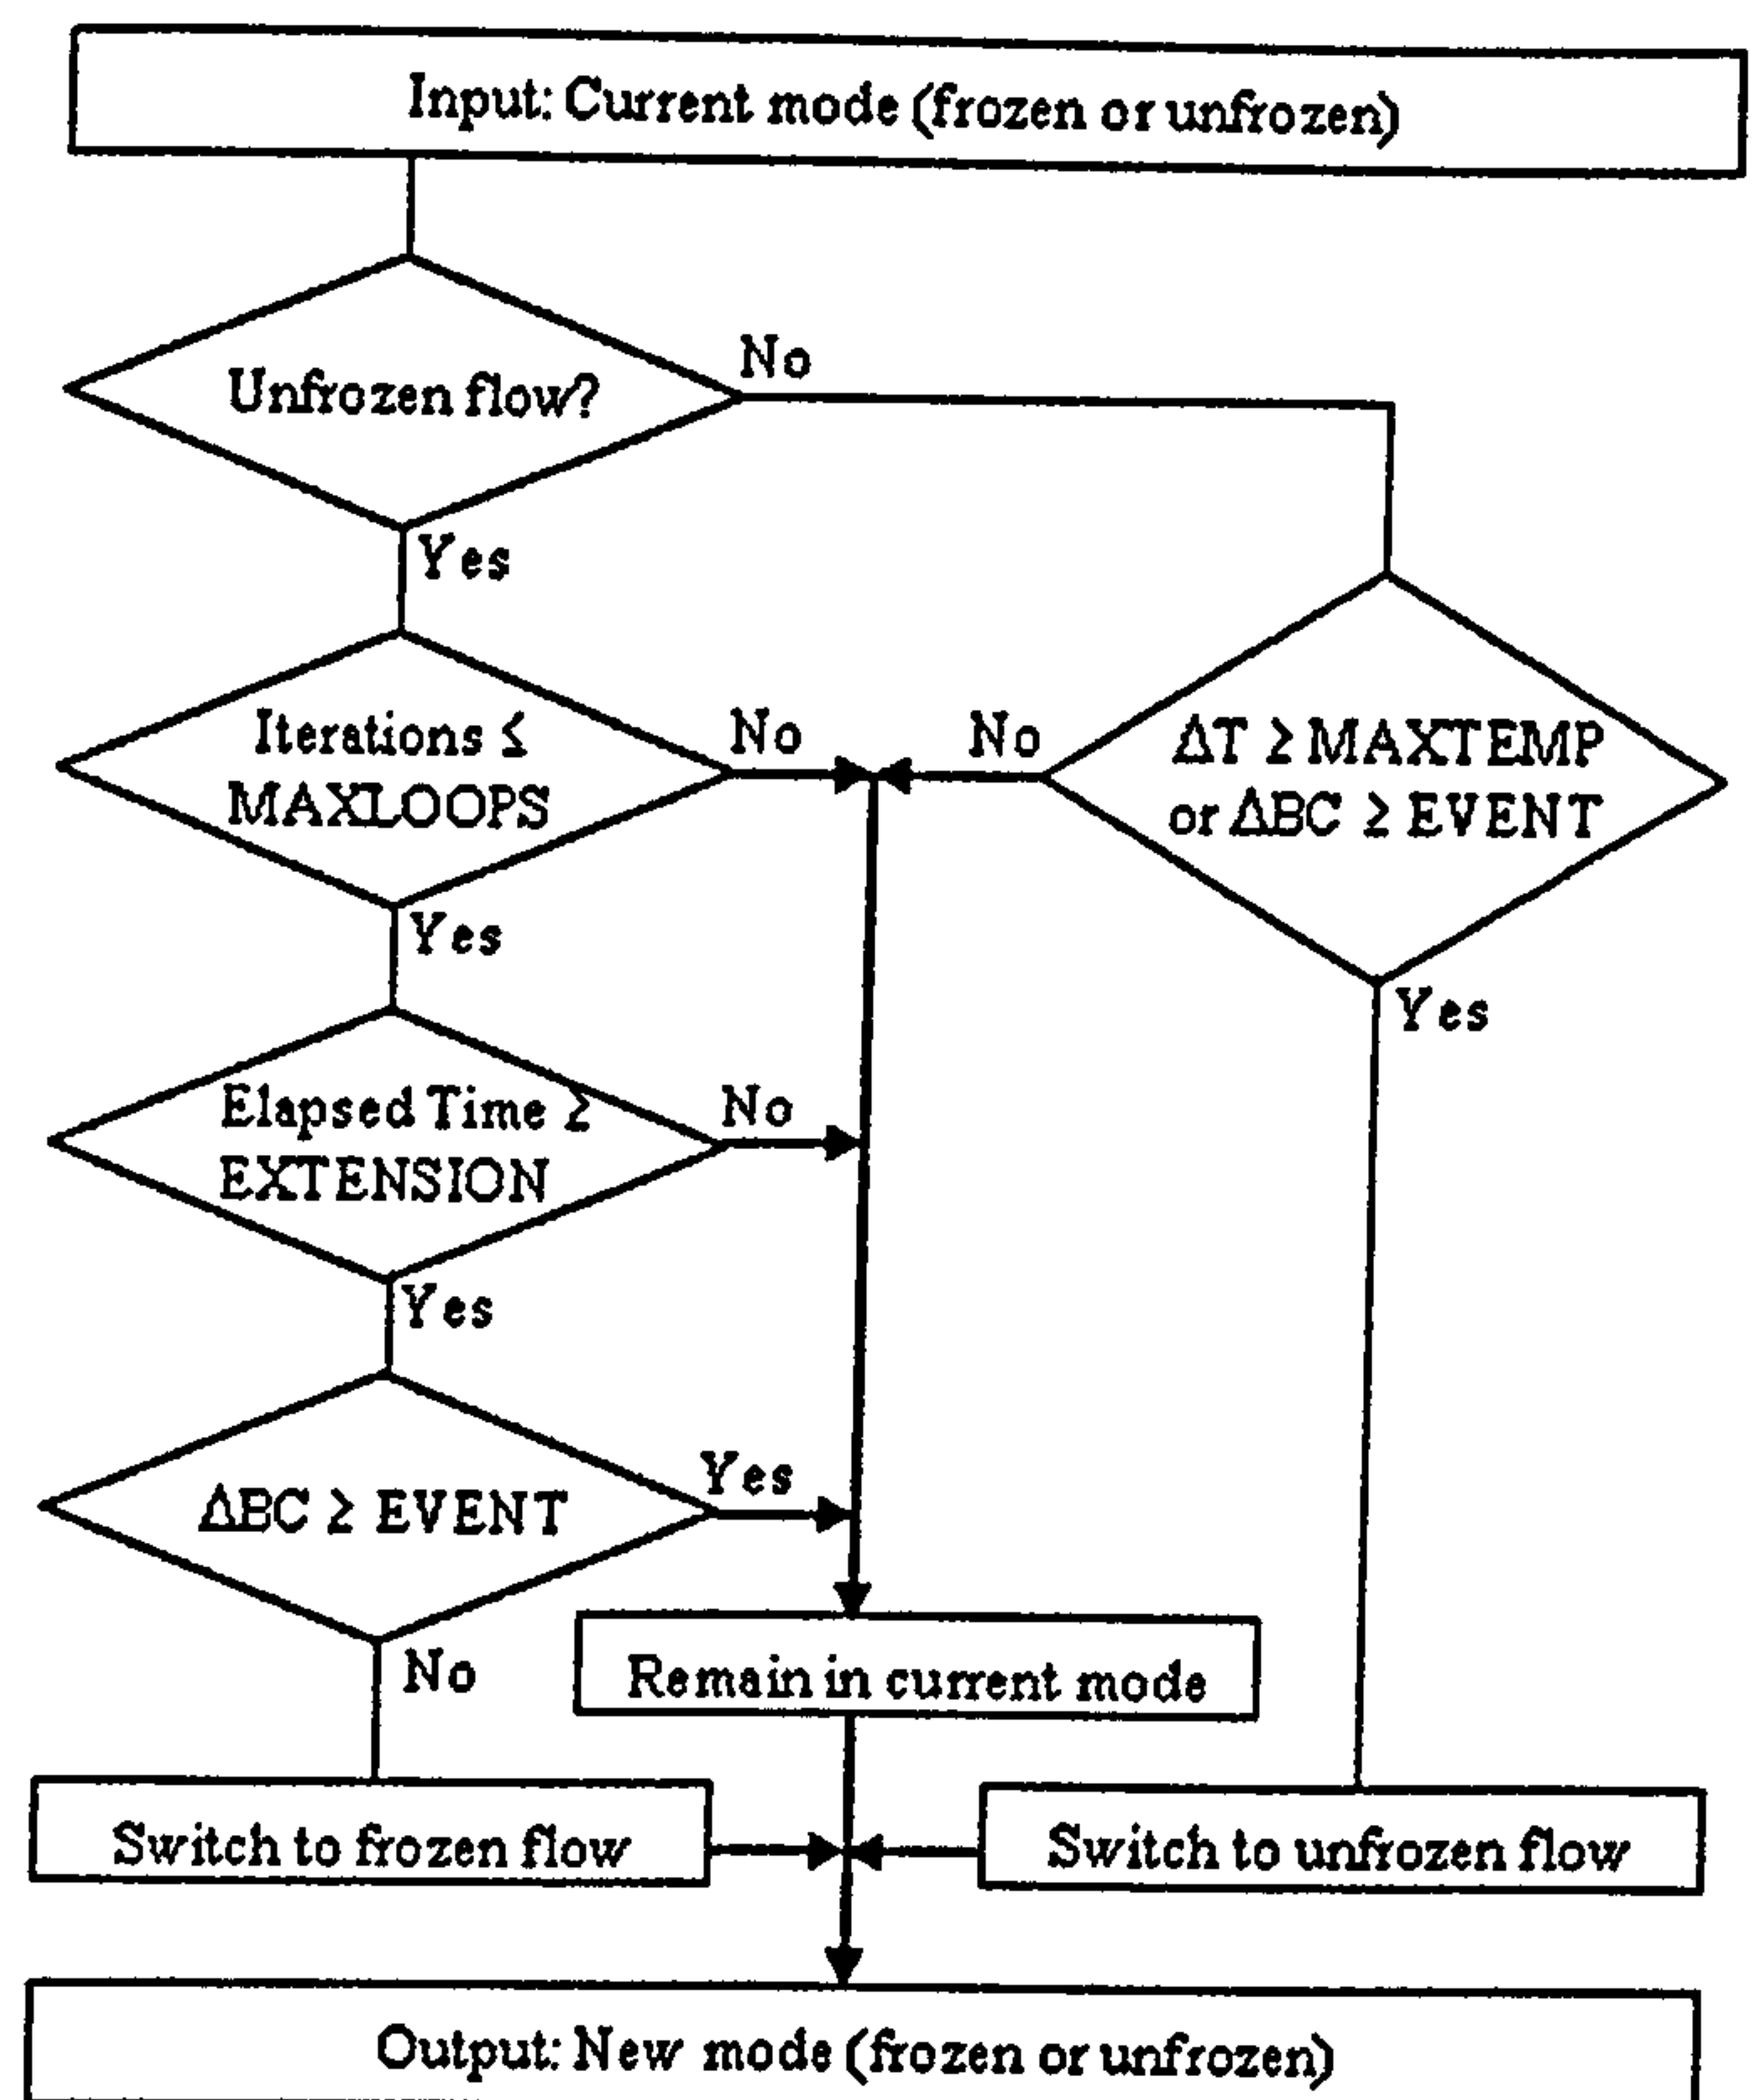 Input: Current mode (frozen or unfrozen)
No
Unfrozen flow?
Yes
Iterations ≤
MAXLOOPS
No
No
ΔT ≥ MAXTEMP
or ΔBC ≥ EVENT
Yes
Yes
Elapsed Time ≥
EXTENSION
No
Yes
ΔBC ≥ EVENT
Yes
No
Remain in current mode
Switch to frozen flow
Switch to unfrozen flow
Output: New mode (frozen or unfrozen)